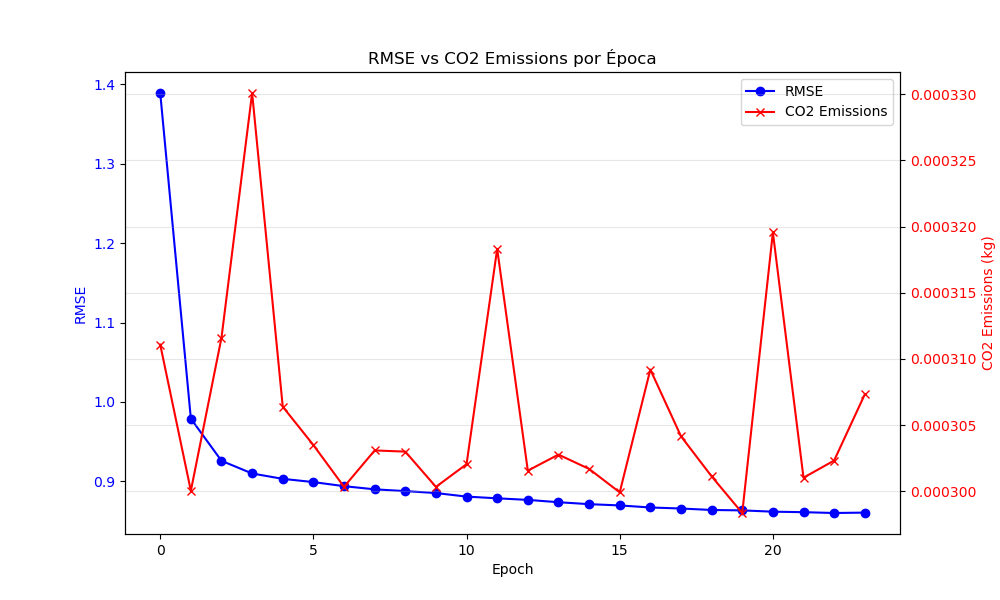 RMSE vs CO2 Emissions por Época
RMSE
CO2 Emissions
1.4
1.3
1.2
1.1
1.0
0.9
RMSE
0.000330
0.000325
0.000320
0.000315
0.000310
0.000305
0.000300
CO2 Emissions (kg)
0 5 10 15 20
Epoch